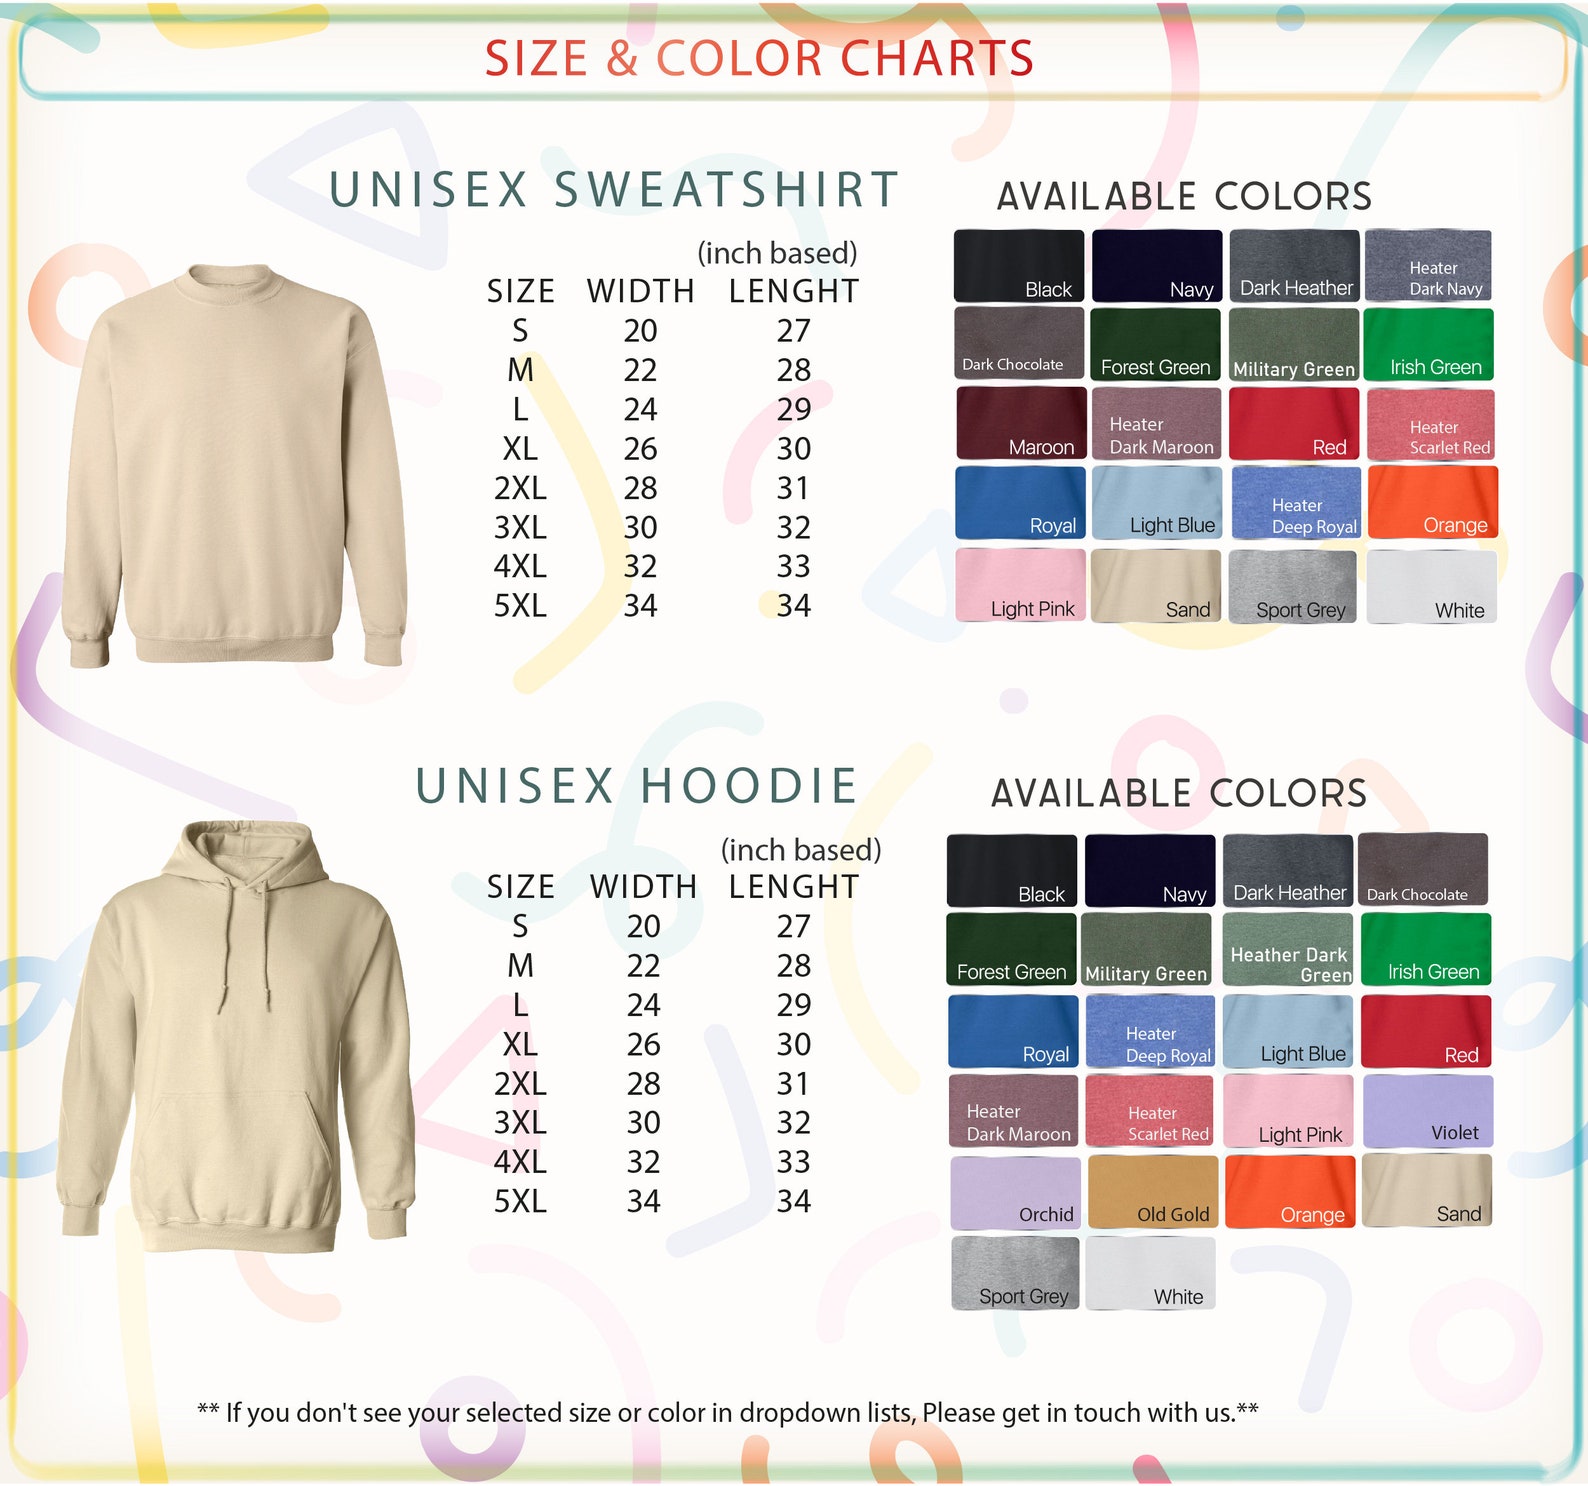 SIZE & COLOR CHARTS
UNISEX SWEATSHIRT
(inch based)
SIZE WIDTH LENGHT
S 20 27
M 22 28
L 24 29
XL 26 30
2XL 28 31
3XL 30 32
4XL 32 33
5XL 34 34
AVAILABLE COLORS
Black Navy Dark Heather Heater
Dark Navy
Dark Chocolate Forest Green Military Green Irish Green
Maroon Heater
Dark Maroon Red Heater
Scarlet Red
Royal Light Blue Heater
Deep Royal Orange
Light Pink Sand Sport Grey White
UNISEX HOODIE
(inch based)
SIZE WIDTH LENGHT
S 20 27
M 22 28
L 24 29
XL 26 30
2XL 28 31
3XL 30 32
4XL 32 33
5XL 34 34
AVAILABLE COLORS
Black Navy Dark Heather Dark Chocolate
Forest Green Military Green Heather Dark
Green Irish Green
Royal Heater
Deep Royal Light Blue Red
Heater
Dark Maroon Heater
Scarlet Red Light Pink Violet
Orchid Old Gold Orange Sand
Sport Grey White
** If you don't see your selected size or color in dropdown lists, Please get in touch with us.**